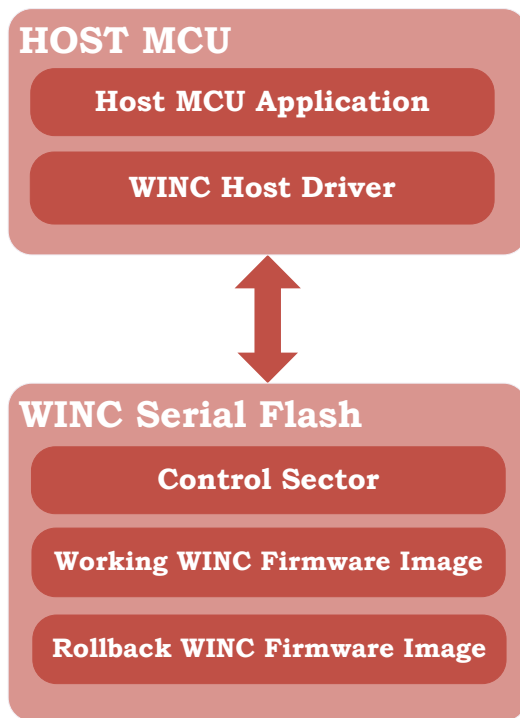 HOST MCU
Host MCU Application
WINC Host Driver
WINC Serial Flash
Control Sector
Working WINC Firmware Image
Rollback WINC Firmware Image